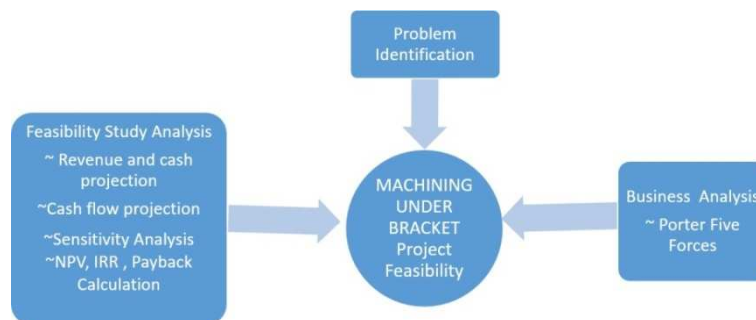 Problem
Identification
Feasibility Study Analysis
~ Revenue and cash
projection
~Cash flow projection
~Sensitivity Analysis
~NPV, IRR , Payback
Calculation
MACHINING
UNDER
BRACKET
Project
Feasibility
Business Analysis
~ Porter Five
Forces